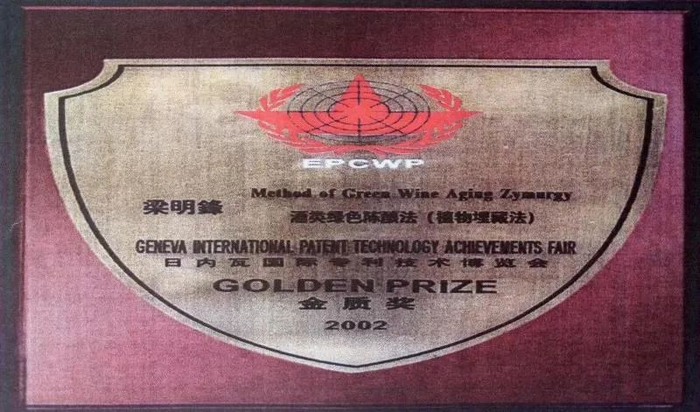 EPCWP
Method of Green Wine Aging Zymurgy
梁明鋒
酒类绿色陈酿法（植物埋藏法）
GENEVA INTERNATIONAL PATENT TECHNOLOGY ACHIEVEMENTS FAIR
日内瓦国际专利技术博览会
GOLDEN PRIZE
金质奖
2002